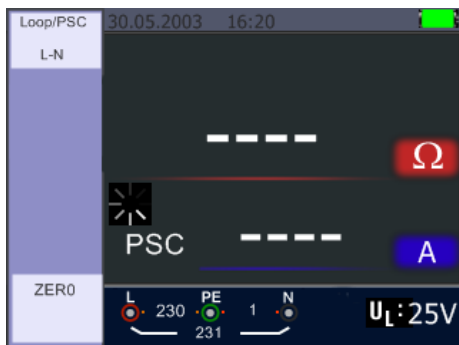 Loop/PSC 30.05.2003 16:20
L-N
---- Ω
PSC ---- A
ZER0
L PE N
230 1
231
UL:25V